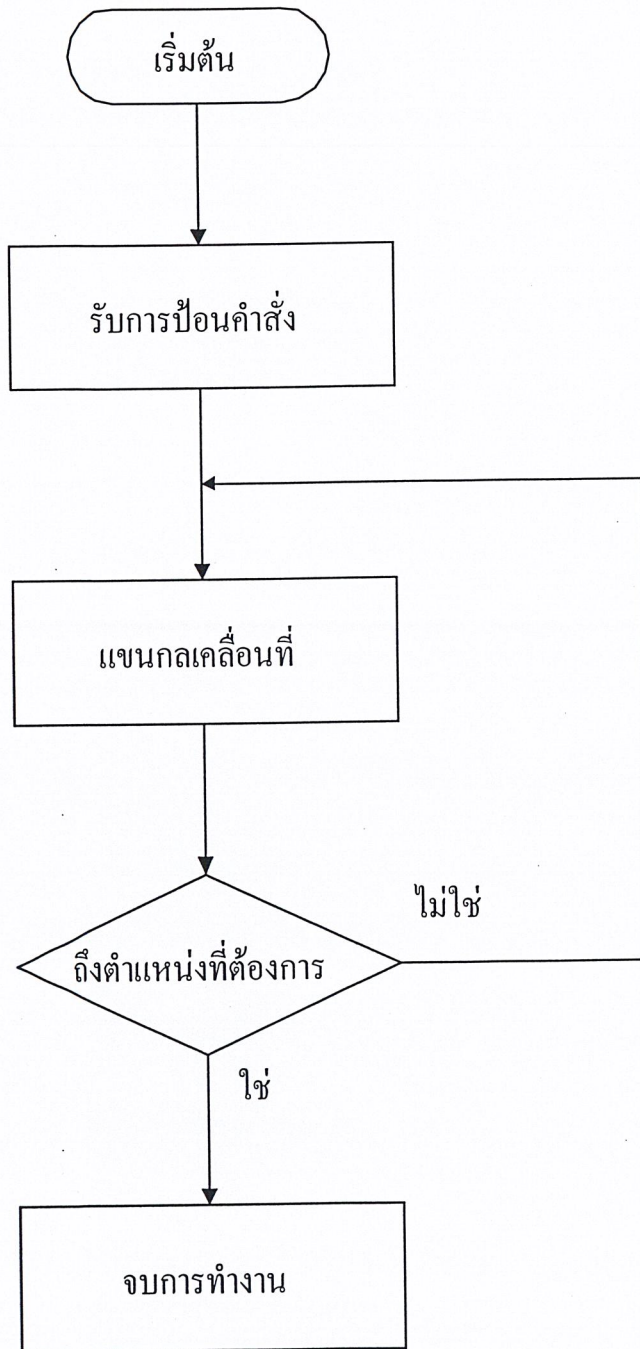 เริ่มต้น
รับการป้อนคำสั่ง
แขนกลเคลื่อนที่
ไม่ใช่
ถึงตำแหน่งที่ต้องการ
ใช่
จบการทำงาน